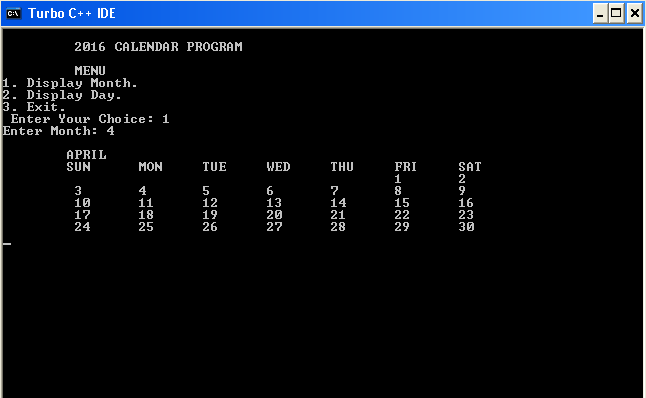 Turbo C++ IDE
2016 CALENDAR PROGRAM
MENU
1. Display Month.
2. Display Day.
3. Exit.
Enter Your Choice: 1
Enter Month: 4
APRIL
SUN MON TUE WED THU FRI SAT
1 2
3 4 5 6 7 8 9
10 11 12 13 14 15 16
17 18 19 20 21 22 23
24 25 26 27 28 29 30